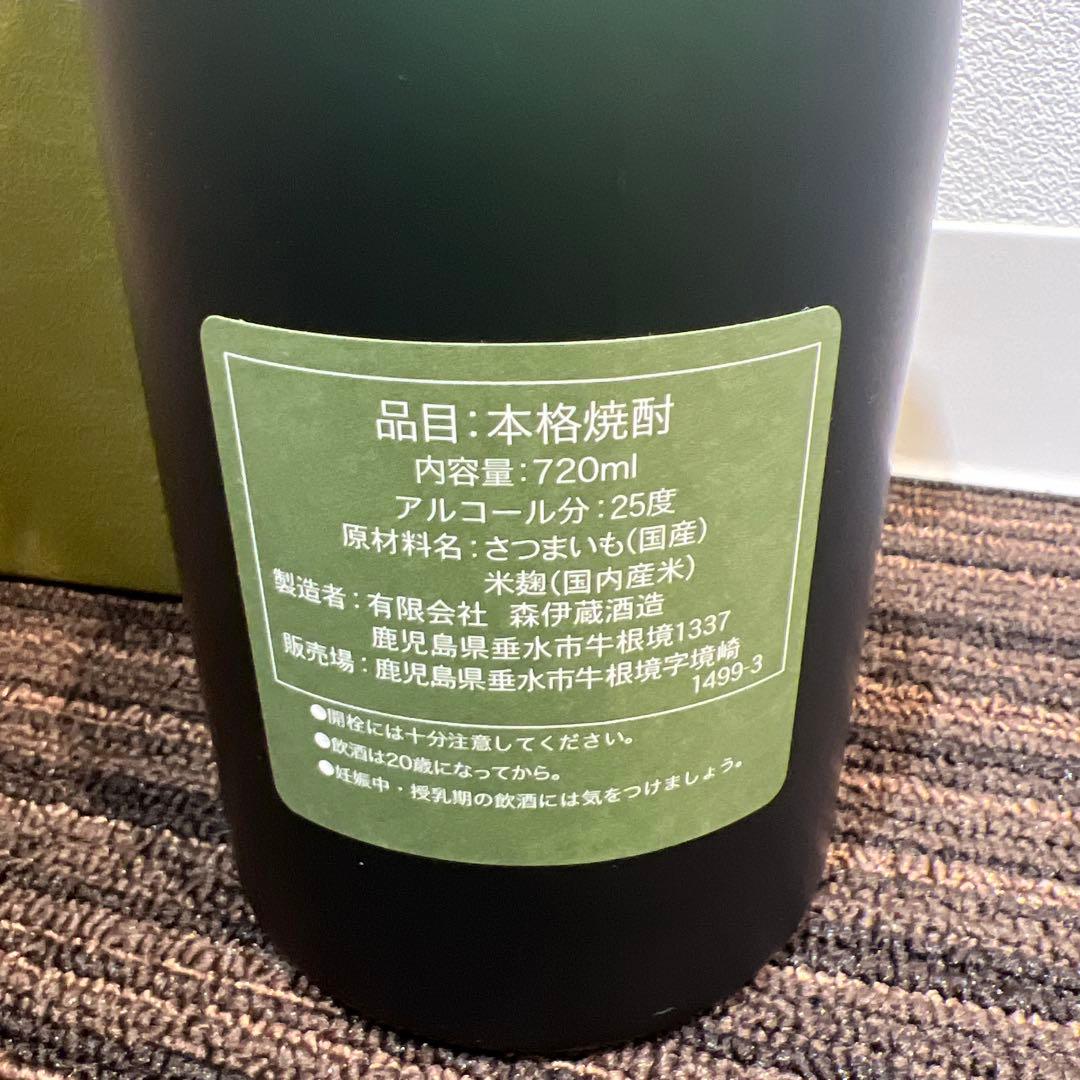 品目：本格焼酎
内容量：720ml
アルコール分：25度
原材料名：さつまいも(国産)
米麹(国内産米)
製造者：有限会社 森伊蔵酒造
鹿児島県垂水市牛根境1337
販売場：鹿児島県垂水市牛根境字境崎
1499-3
●開栓には十分注意してください。
●飲酒は20歳になってから。
●妊娠中・授乳期の飲酒には気をつけましょう。